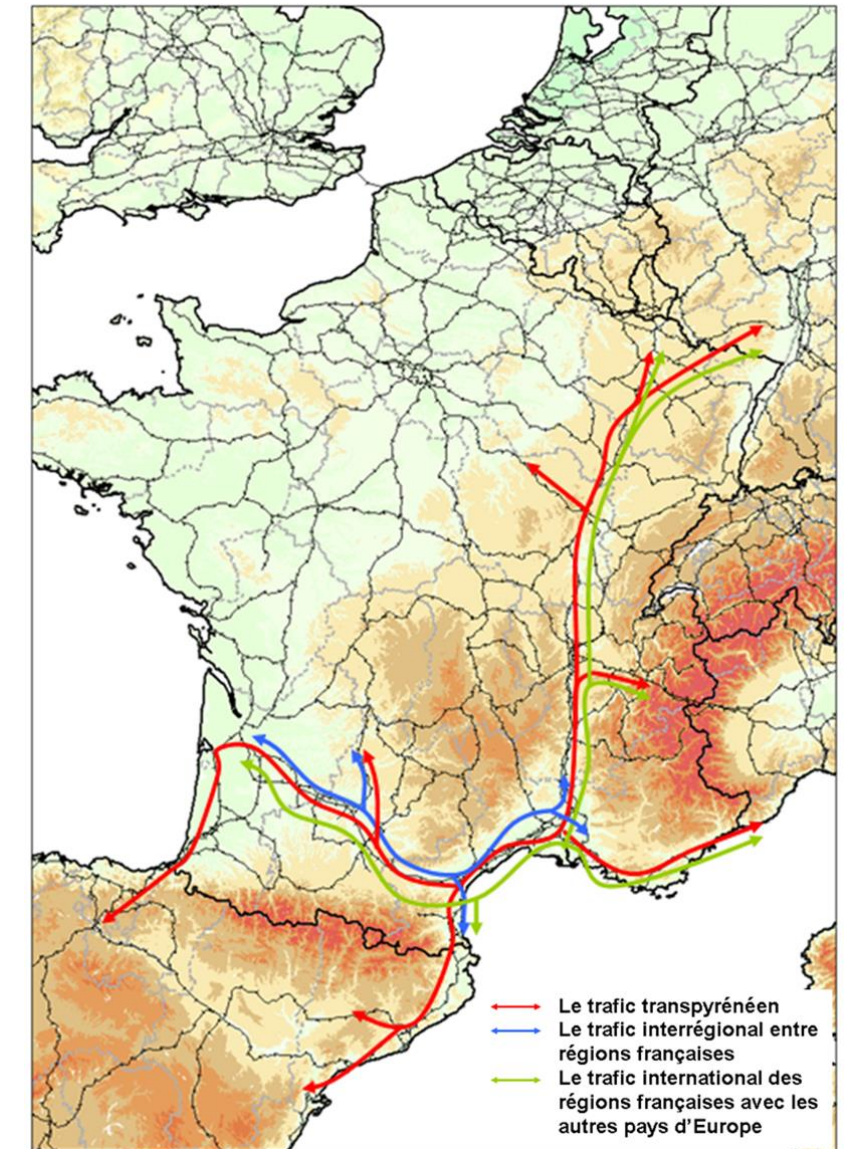 Le trafic transpyrénéen
Le trafic interrégional entre
régions françaises
Le trafic international des
régions françaises avec les
autres pays d'Europe